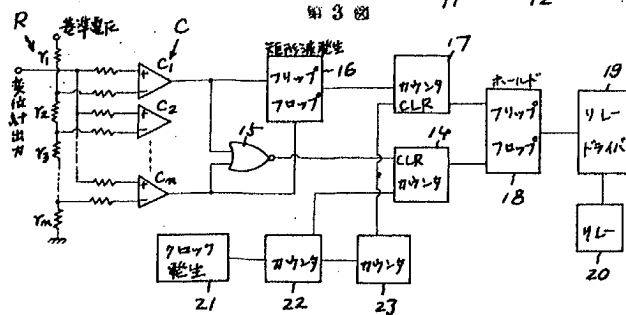 第3図
11
12
R
基準電圧
C
17
矩形波発生
16
19
r1
C1
フリップ
フロップ
カウンタ
CLR
ホールド
変位計出力
r2
C2
15
14
フリップ
フロップ
リレー
ドライバ
r3
CLR
カウンタ
18
Cn
rm
クロック
発生
カウンタ
カウンタ
リレー
20
21
22
23